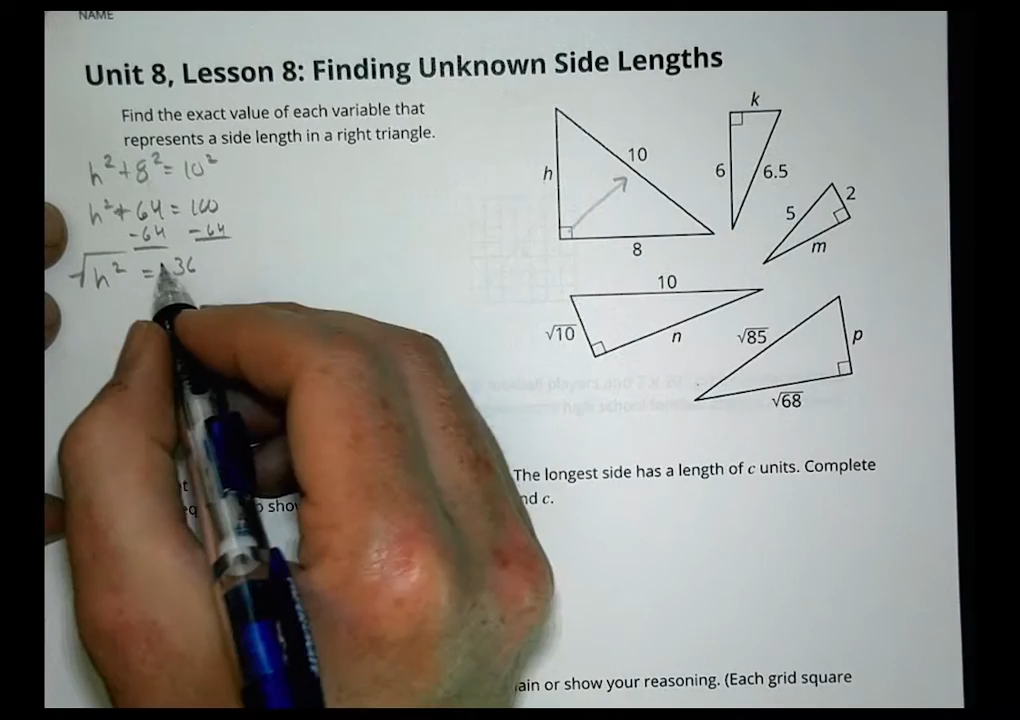 NAME
Unit 8, Lesson 8: Finding Unknown Side Lengths
Find the exact value of each variable that
represents a side length in a right triangle.
h² + 8² = 10²
h² + 64 = 100
-64 -64
√h² = 36
h
10
8
k
6
6.5
5
2
m
10
√10
n
√85
p
√68
The longest side has a length of c units. Complete
nd c.
sho
ain or show your reasoning. (Each grid square